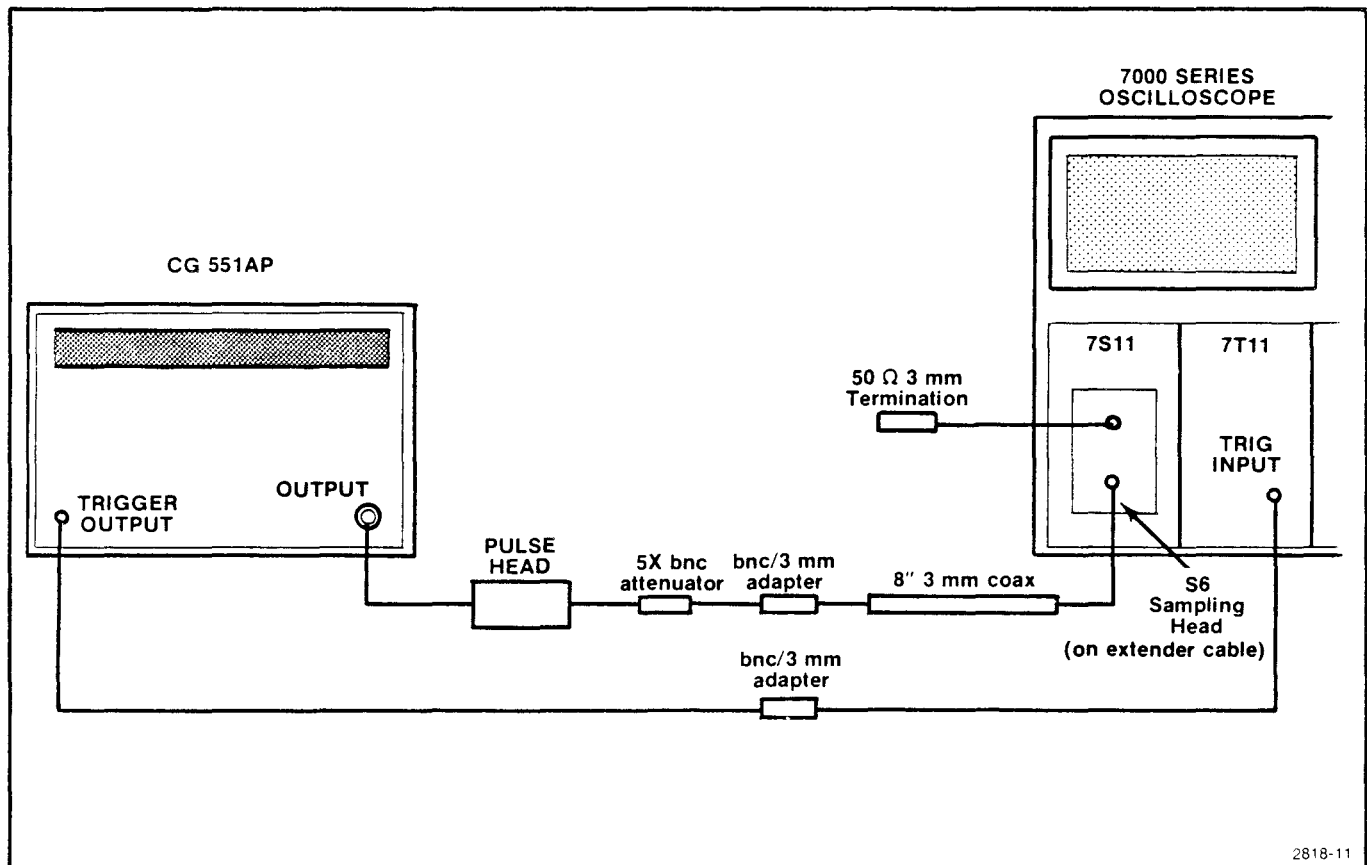 7000 SERIES
OSCILLOSCOPE
CG 551AP
7S11
7T11
50 Ω 3 mm
Termination
TRIG
INPUT
OUTPUT
TRIGGER
OUTPUT
PULSE
HEAD
5X bnc
attenuator
bnc/3 mm
adapter
8" 3 mm coax
S6
Sampling
Head
(on extender cable)
bnc/3 mm
adapter
2818-11